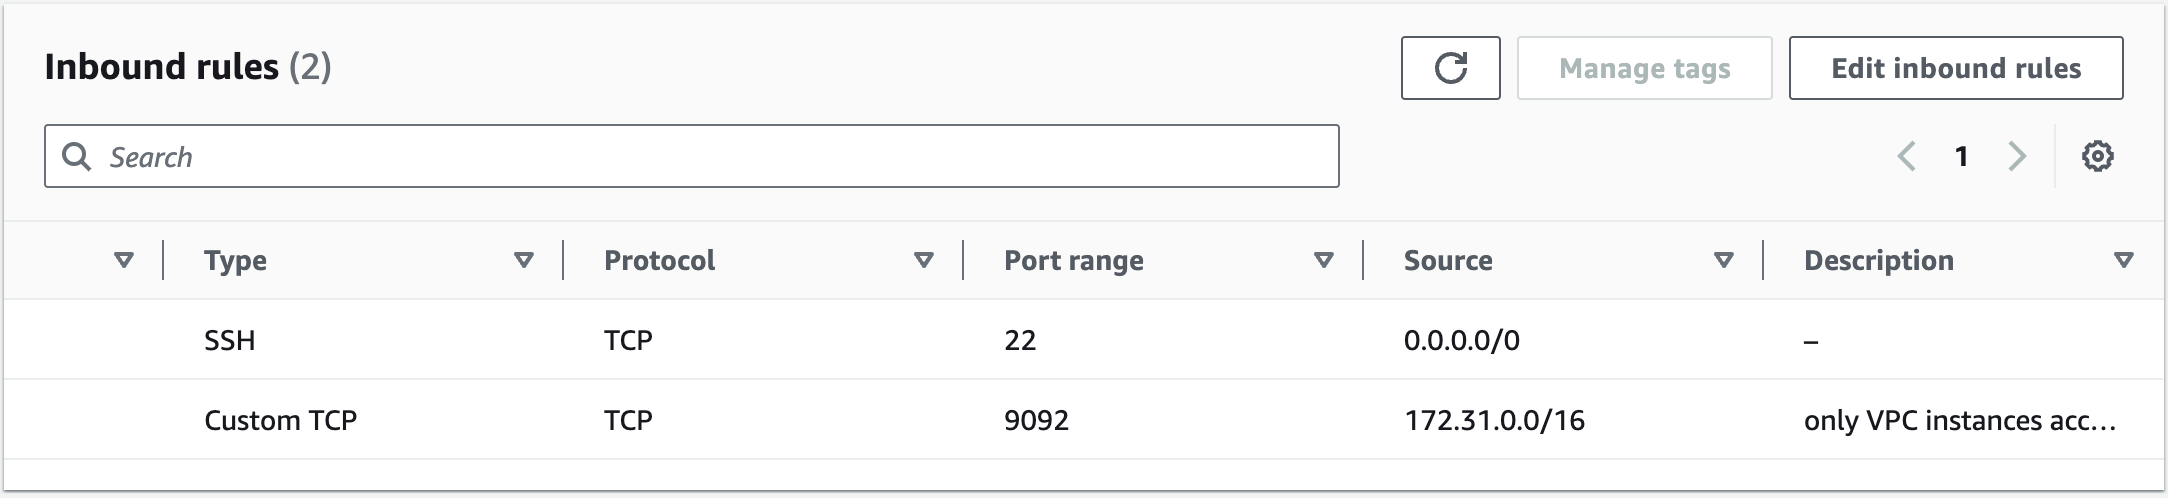 Inbound rules (2)
Manage tags
Edit inbound rules
Search
1
Type Protocol Port range Source Description
SSH TCP 22 0.0.0.0/0 –
Custom TCP TCP 9092 172.31.0.0/16 only VPC instances acc...